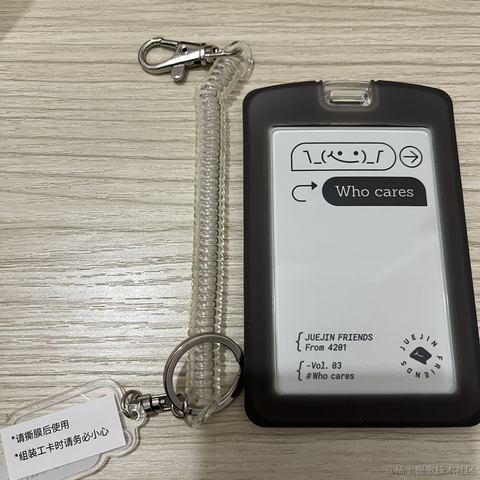 ¯\_(ツ)_/¯
Who cares
JUEJIN FRIENDS
From 4201
-Vol. 03
#Who cares
JUEJIN FRIENDS
*请撕膜后使用
*组装工卡时请务必小心
@稀土掘金技术社区